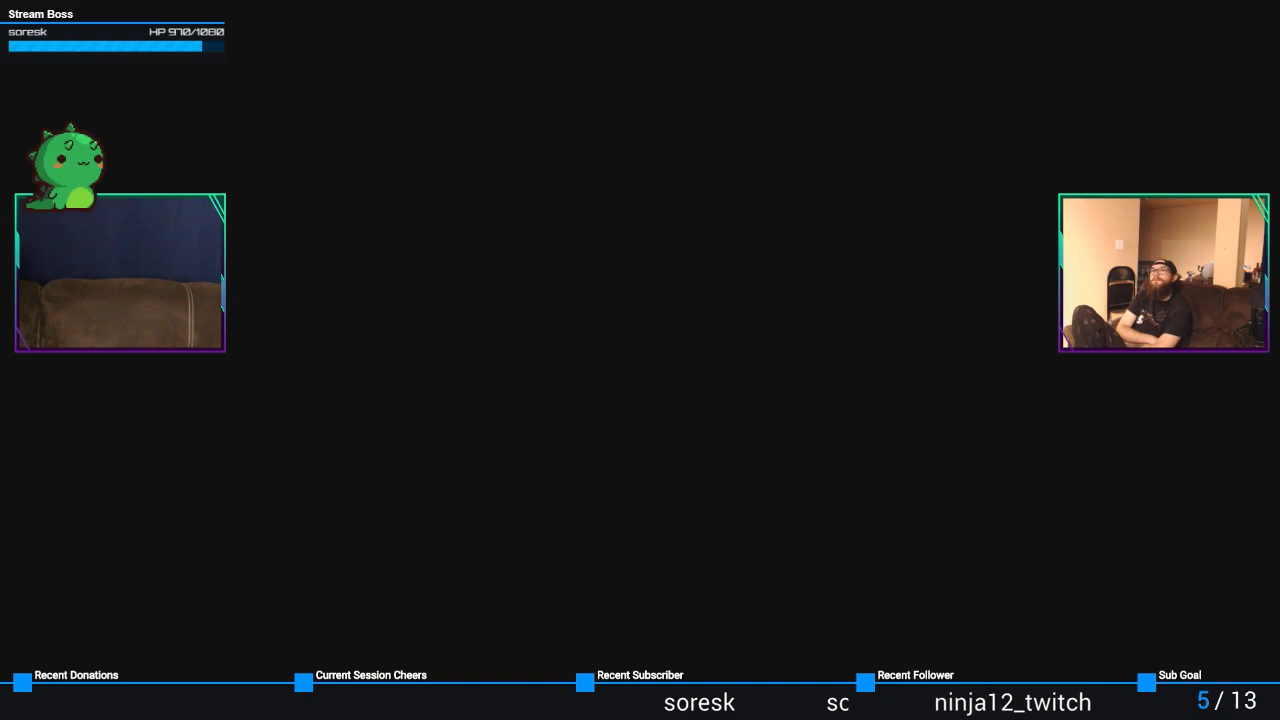 Stream Boss
soresk HP 970/1080
Recent Donations
Current Session Cheers
Recent Subscriber
Recent Follower
Sub Goal
soresk sc
ninja12_twitch
5 / 13